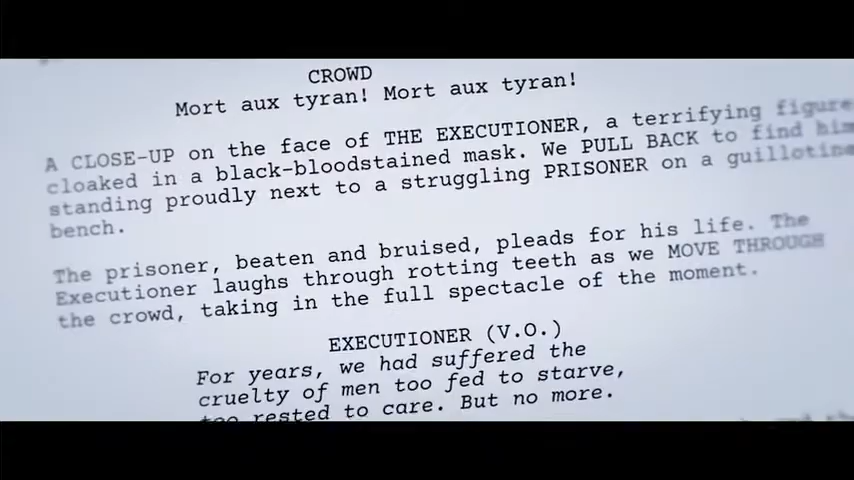 CROWD
Mort aux tyran! Mort aux tyran!
A CLOSE-UP on the face of THE EXECUTIONER, a terrifying figure
cloaked in a black-bloodstained mask. We PULL BACK to find him
standing proudly next to a struggling PRISONER on a guillotine
bench.
The prisoner, beaten and bruised, pleads for his life. The
Executioner laughs through rotting teeth as we MOVE THROUGH
the crowd, taking in the full spectacle of the moment.
EXECUTIONER (V.O.)
For years, we had suffered the
cruelty of men too fed to starve,
too rested to care. But no more.